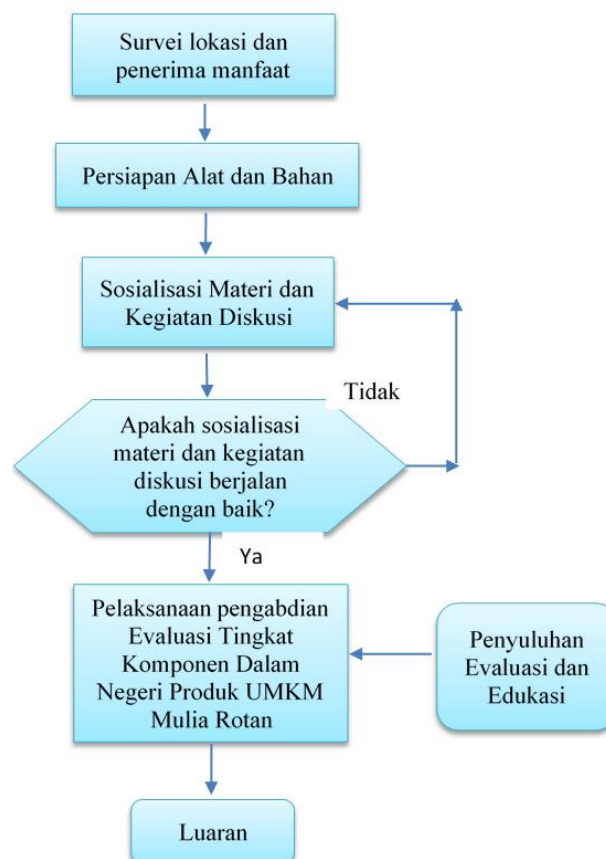 Survei lokasi dan
penerima manfaat
Persiapan Alat dan Bahan
Sosialisasi Materi dan
Kegiatan Diskusi
Tidak
Apakah sosialisasi
materi dan kegiatan
diskusi berjalan
dengan baik?
Ya
Pelaksanaan pengabdian
Evaluasi Tingkat
Komponen Dalam
Negeri Produk UMKM
Mulia Rotan
Penyuluhan
Evaluasi dan
Edukasi
Luaran